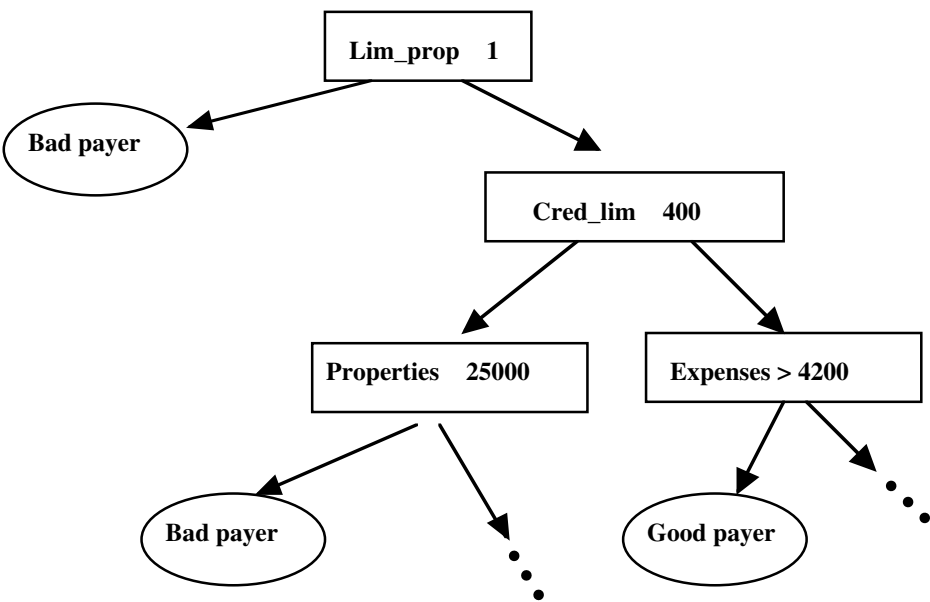 Lim_prop 1
Bad payer
Cred_lim 400
Properties 25000
Expenses > 4200
Bad payer
Good payer